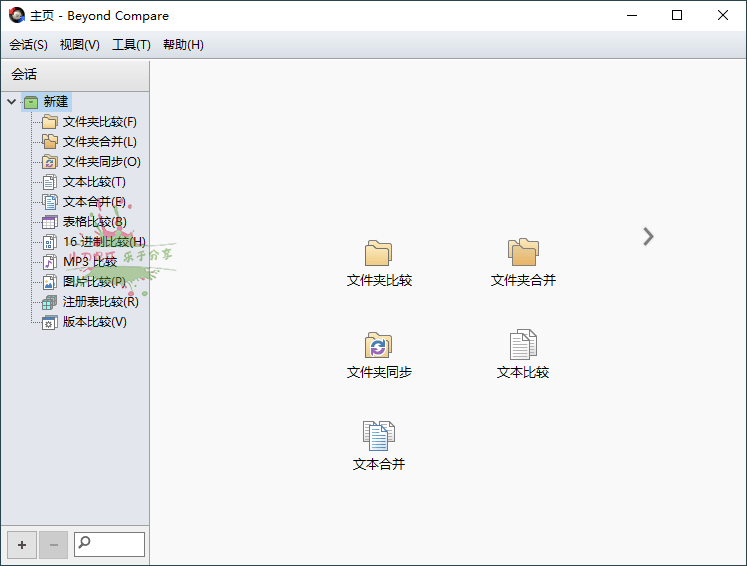 主页 - Beyond Compare
会话(S) 视图(V) 工具(T) 帮助(H)
会话
新建
文件夹比较(F)
文件夹合并(L)
文件夹同步(O)
文本比较(T)
文本合并(E)
表格比较(B)
16 进制比较(H)
MP3 比较
图片比较(P)
注册表比较(R)
版本比较(V)
乐于分享
文件夹比较
文件夹合并
文件夹同步
文本比较
文本合并